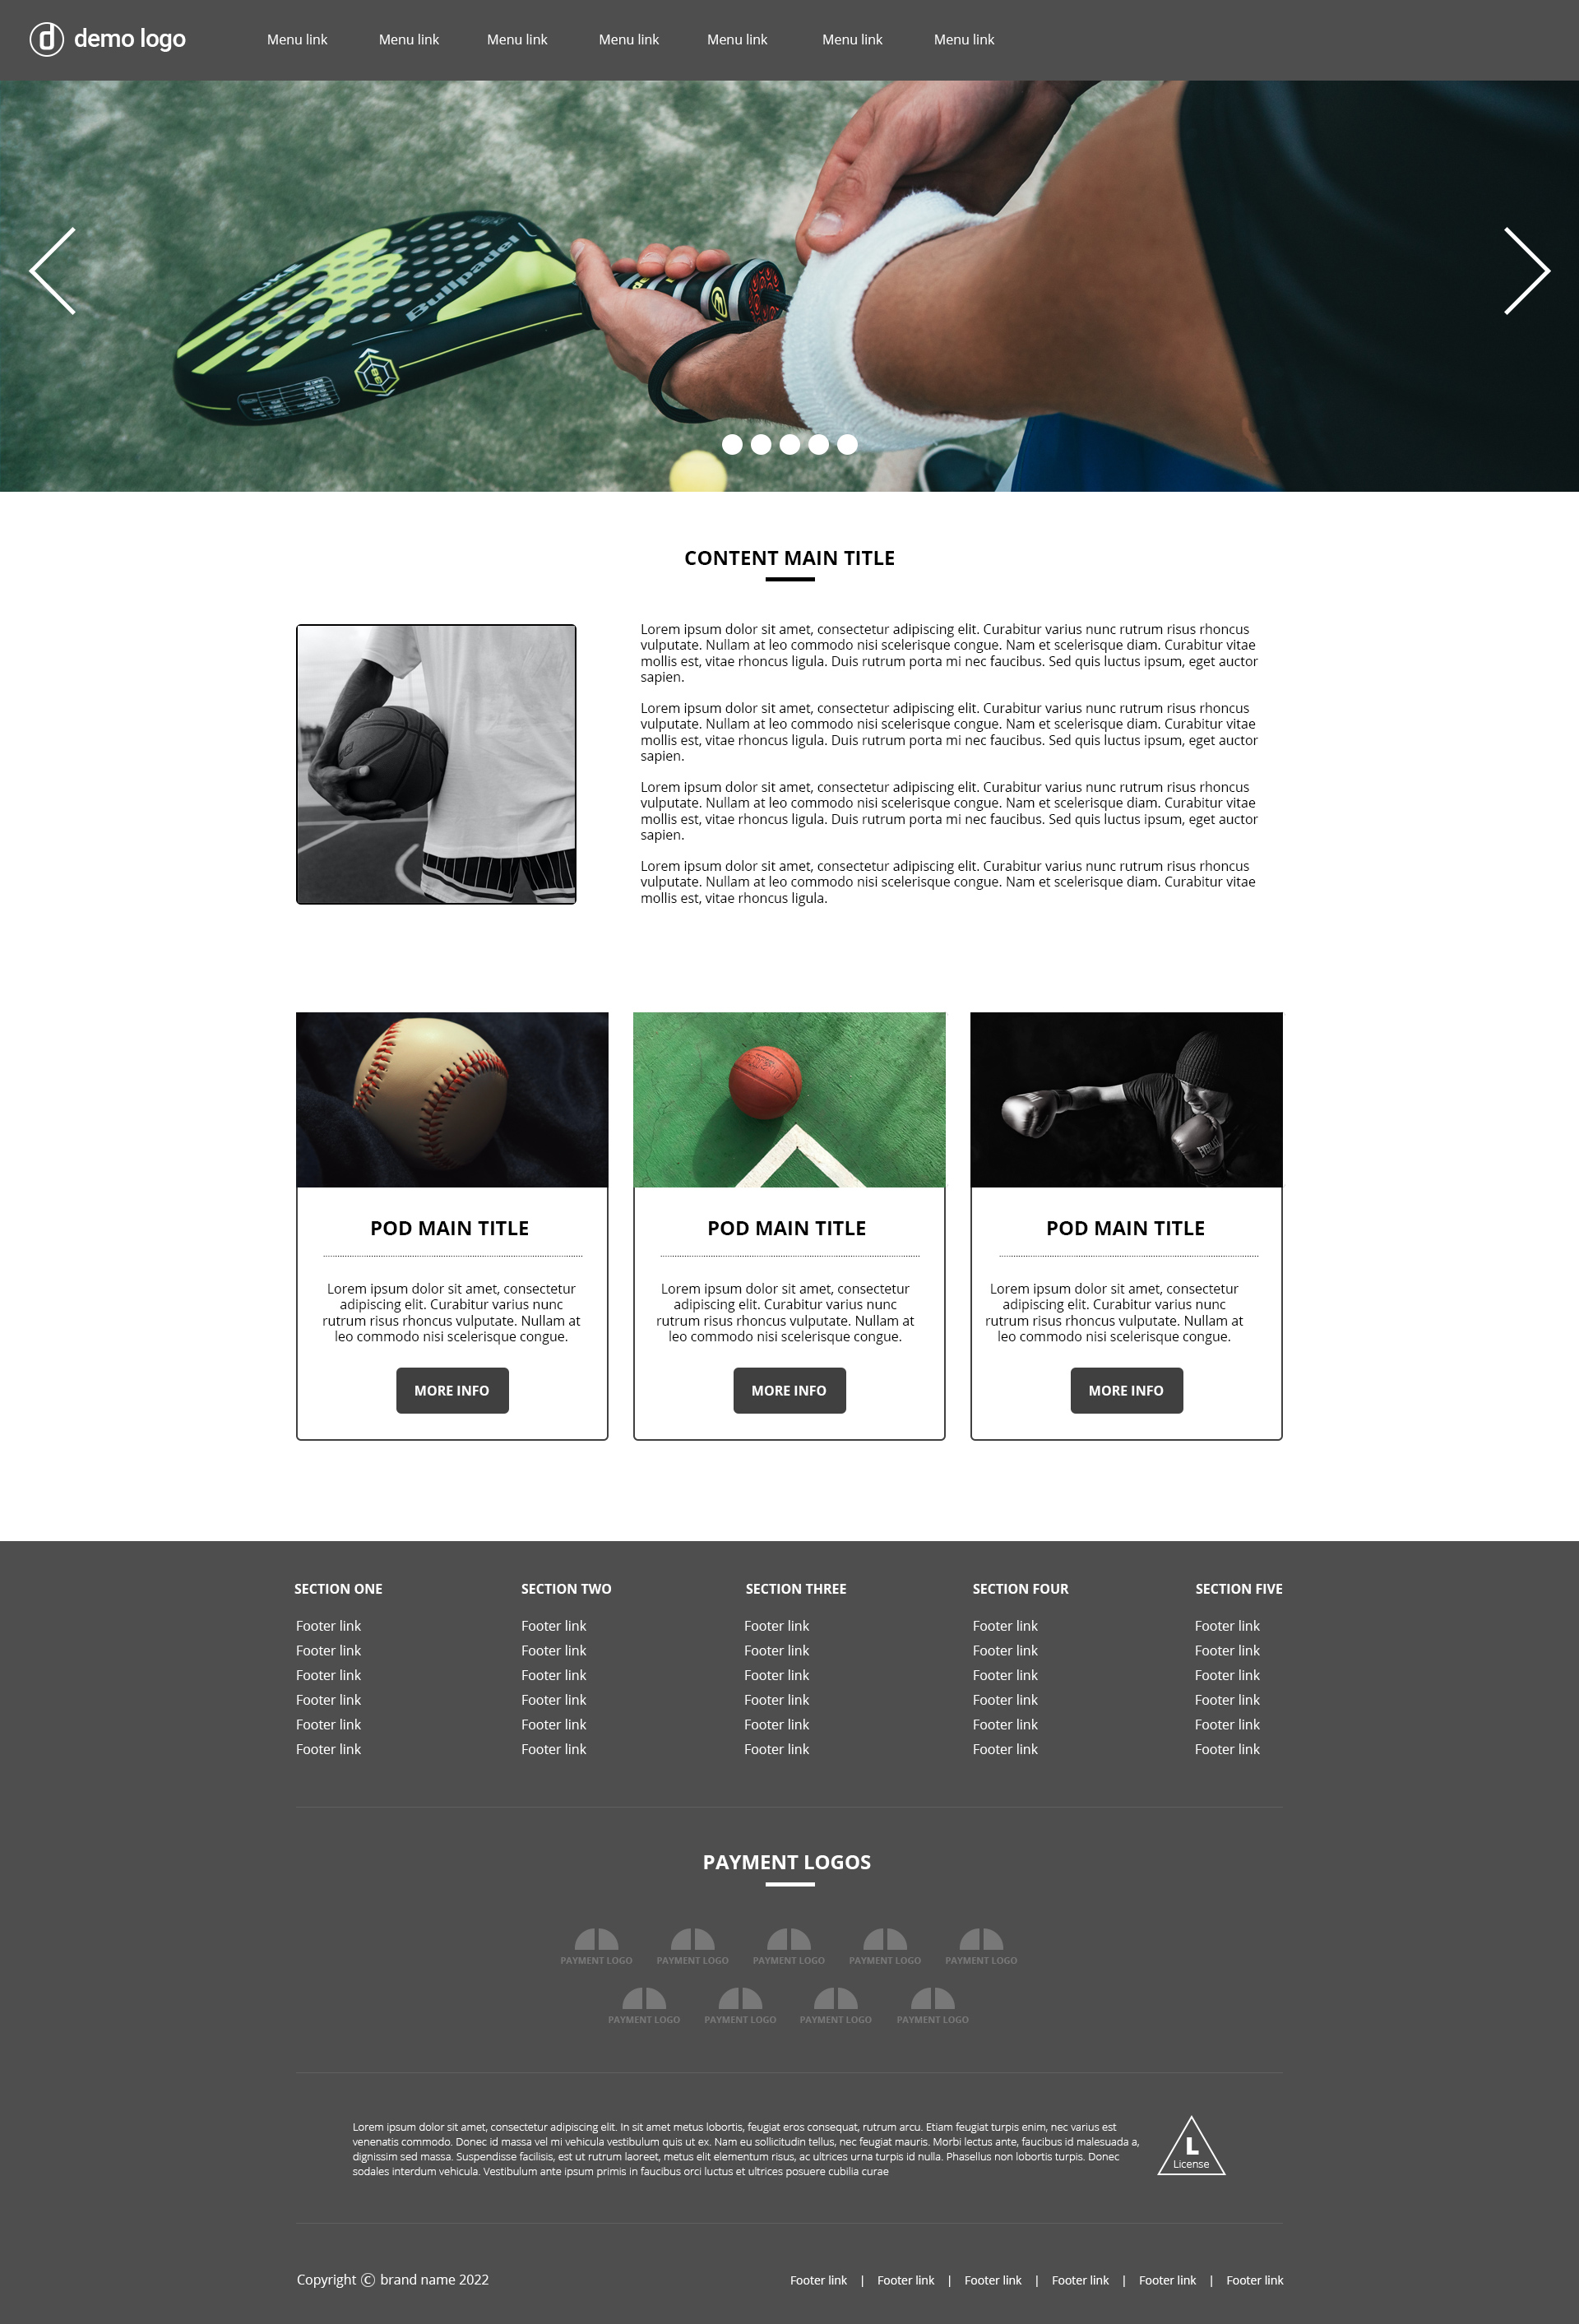 demo logo
Menu link Menu link Menu link Menu link Menu link Menu link Menu link
DUKE Bullpadel
CONTENT MAIN TITLE
Lorem ipsum dolor sit amet, consectetur adipiscing elit. Curabitur varius nunc rutrum risus rhoncus
vulputate. Nullam at leo commodo nisi scelerisque congue. Nam et scelerisque diam. Curabitur vitae
mollis est, vitae rhoncus ligula. Duis rutrum porta mi nec faucibus. Sed quis luctus ipsum, eget auctor
sapien.
Lorem ipsum dolor sit amet, consectetur adipiscing elit. Curabitur varius nunc rutrum risus rhoncus
vulputate. Nullam at leo commodo nisi scelerisque congue. Nam et scelerisque diam. Curabitur vitae
mollis est, vitae rhoncus ligula. Duis rutrum porta mi nec faucibus. Sed quis luctus ipsum, eget auctor
sapien.
Lorem ipsum dolor sit amet, consectetur adipiscing elit. Curabitur varius nunc rutrum risus rhoncus
vulputate. Nullam at leo commodo nisi scelerisque congue. Nam et scelerisque diam. Curabitur vitae
mollis est, vitae rhoncus ligula. Duis rutrum porta mi nec faucibus. Sed quis luctus ipsum, eget auctor
sapien.
Lorem ipsum dolor sit amet, consectetur adipiscing elit. Curabitur varius nunc rutrum risus rhoncus
vulputate. Nullam at leo commodo nisi scelerisque congue. Nam et scelerisque diam. Curabitur vitae
mollis est, vitae rhoncus ligula.
POD MAIN TITLE
Lorem ipsum dolor sit amet, consectetur
adipiscing elit. Curabitur varius nunc
rutrum risus rhoncus vulputate. Nullam at
leo commodo nisi scelerisque congue.
MORE INFO
POD MAIN TITLE
Lorem ipsum dolor sit amet, consectetur
adipiscing elit. Curabitur varius nunc
rutrum risus rhoncus vulputate. Nullam at
leo commodo nisi scelerisque congue.
MORE INFO
EVERLAST
POD MAIN TITLE
Lorem ipsum dolor sit amet, consectetur
adipiscing elit. Curabitur varius nunc
rutrum risus rhoncus vulputate. Nullam at
leo commodo nisi scelerisque congue.
MORE INFO
SECTION ONE
Footer link
Footer link
Footer link
Footer link
Footer link
Footer link
SECTION TWO
Footer link
Footer link
Footer link
Footer link
Footer link
Footer link
SECTION THREE
Footer link
Footer link
Footer link
Footer link
Footer link
Footer link
SECTION FOUR
Footer link
Footer link
Footer link
Footer link
Footer link
Footer link
SECTION FIVE
Footer link
Footer link
Footer link
Footer link
Footer link
Footer link
PAYMENT LOGOS
PAYMENT LOGO PAYMENT LOGO PAYMENT LOGO PAYMENT LOGO PAYMENT LOGO
PAYMENT LOGO PAYMENT LOGO PAYMENT LOGO PAYMENT LOGO
Lorem ipsum dolor sit amet, consectetur adipiscing elit. In sit amet metus lobortis, feugiat eros consequat, rutrum arcu. Etiam feugiat turpis enim, nec varius est
venenatis commodo. Donec id massa vel mi vehicula vestibulum quis ut ex. Nam eu sollicitudin tellus, nec feugiat mauris. Morbi lectus ante, faucibus id malesuada a,
dignissim sed massa. Suspendisse facilisis, est ut rutrum laoreet, metus elit elementum risus, ac ultrices urna turpis id nulla. Phasellus non lobortis turpis. Donec
sodales interdum vehicula. Vestibulum ante ipsum primis in faucibus orci luctus et ultrices posuere cubilia curae
L
License
Copyright © brand name 2022
Footer link | Footer link | Footer link | Footer link | Footer link | Footer link